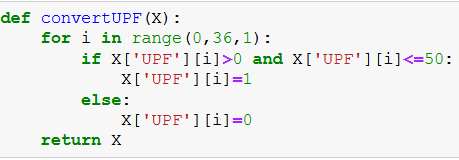 def convertUPF(X):
    for i in range(0,36,1):
        if X['UPF'][i]>0 and X['UPF'][i]<=50:
            X['UPF'][i]=1
        else:
            X['UPF'][i]=0
    return X